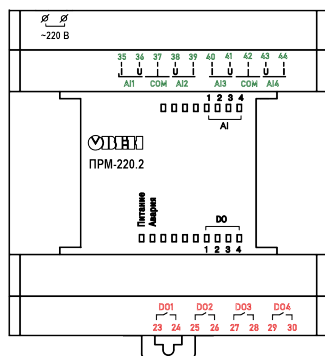 ~220 В
35 36 37 38 39 40 41 42 43 44
AI1 COM AI2 AI3 COM AI4
1 2 3 4
AI
ОВЕН
ПРМ-220.2
Питание
Авария
DO
1 2 3 4
DO1 DO2 DO3 DO4
23 24 25 26 27 28 29 30